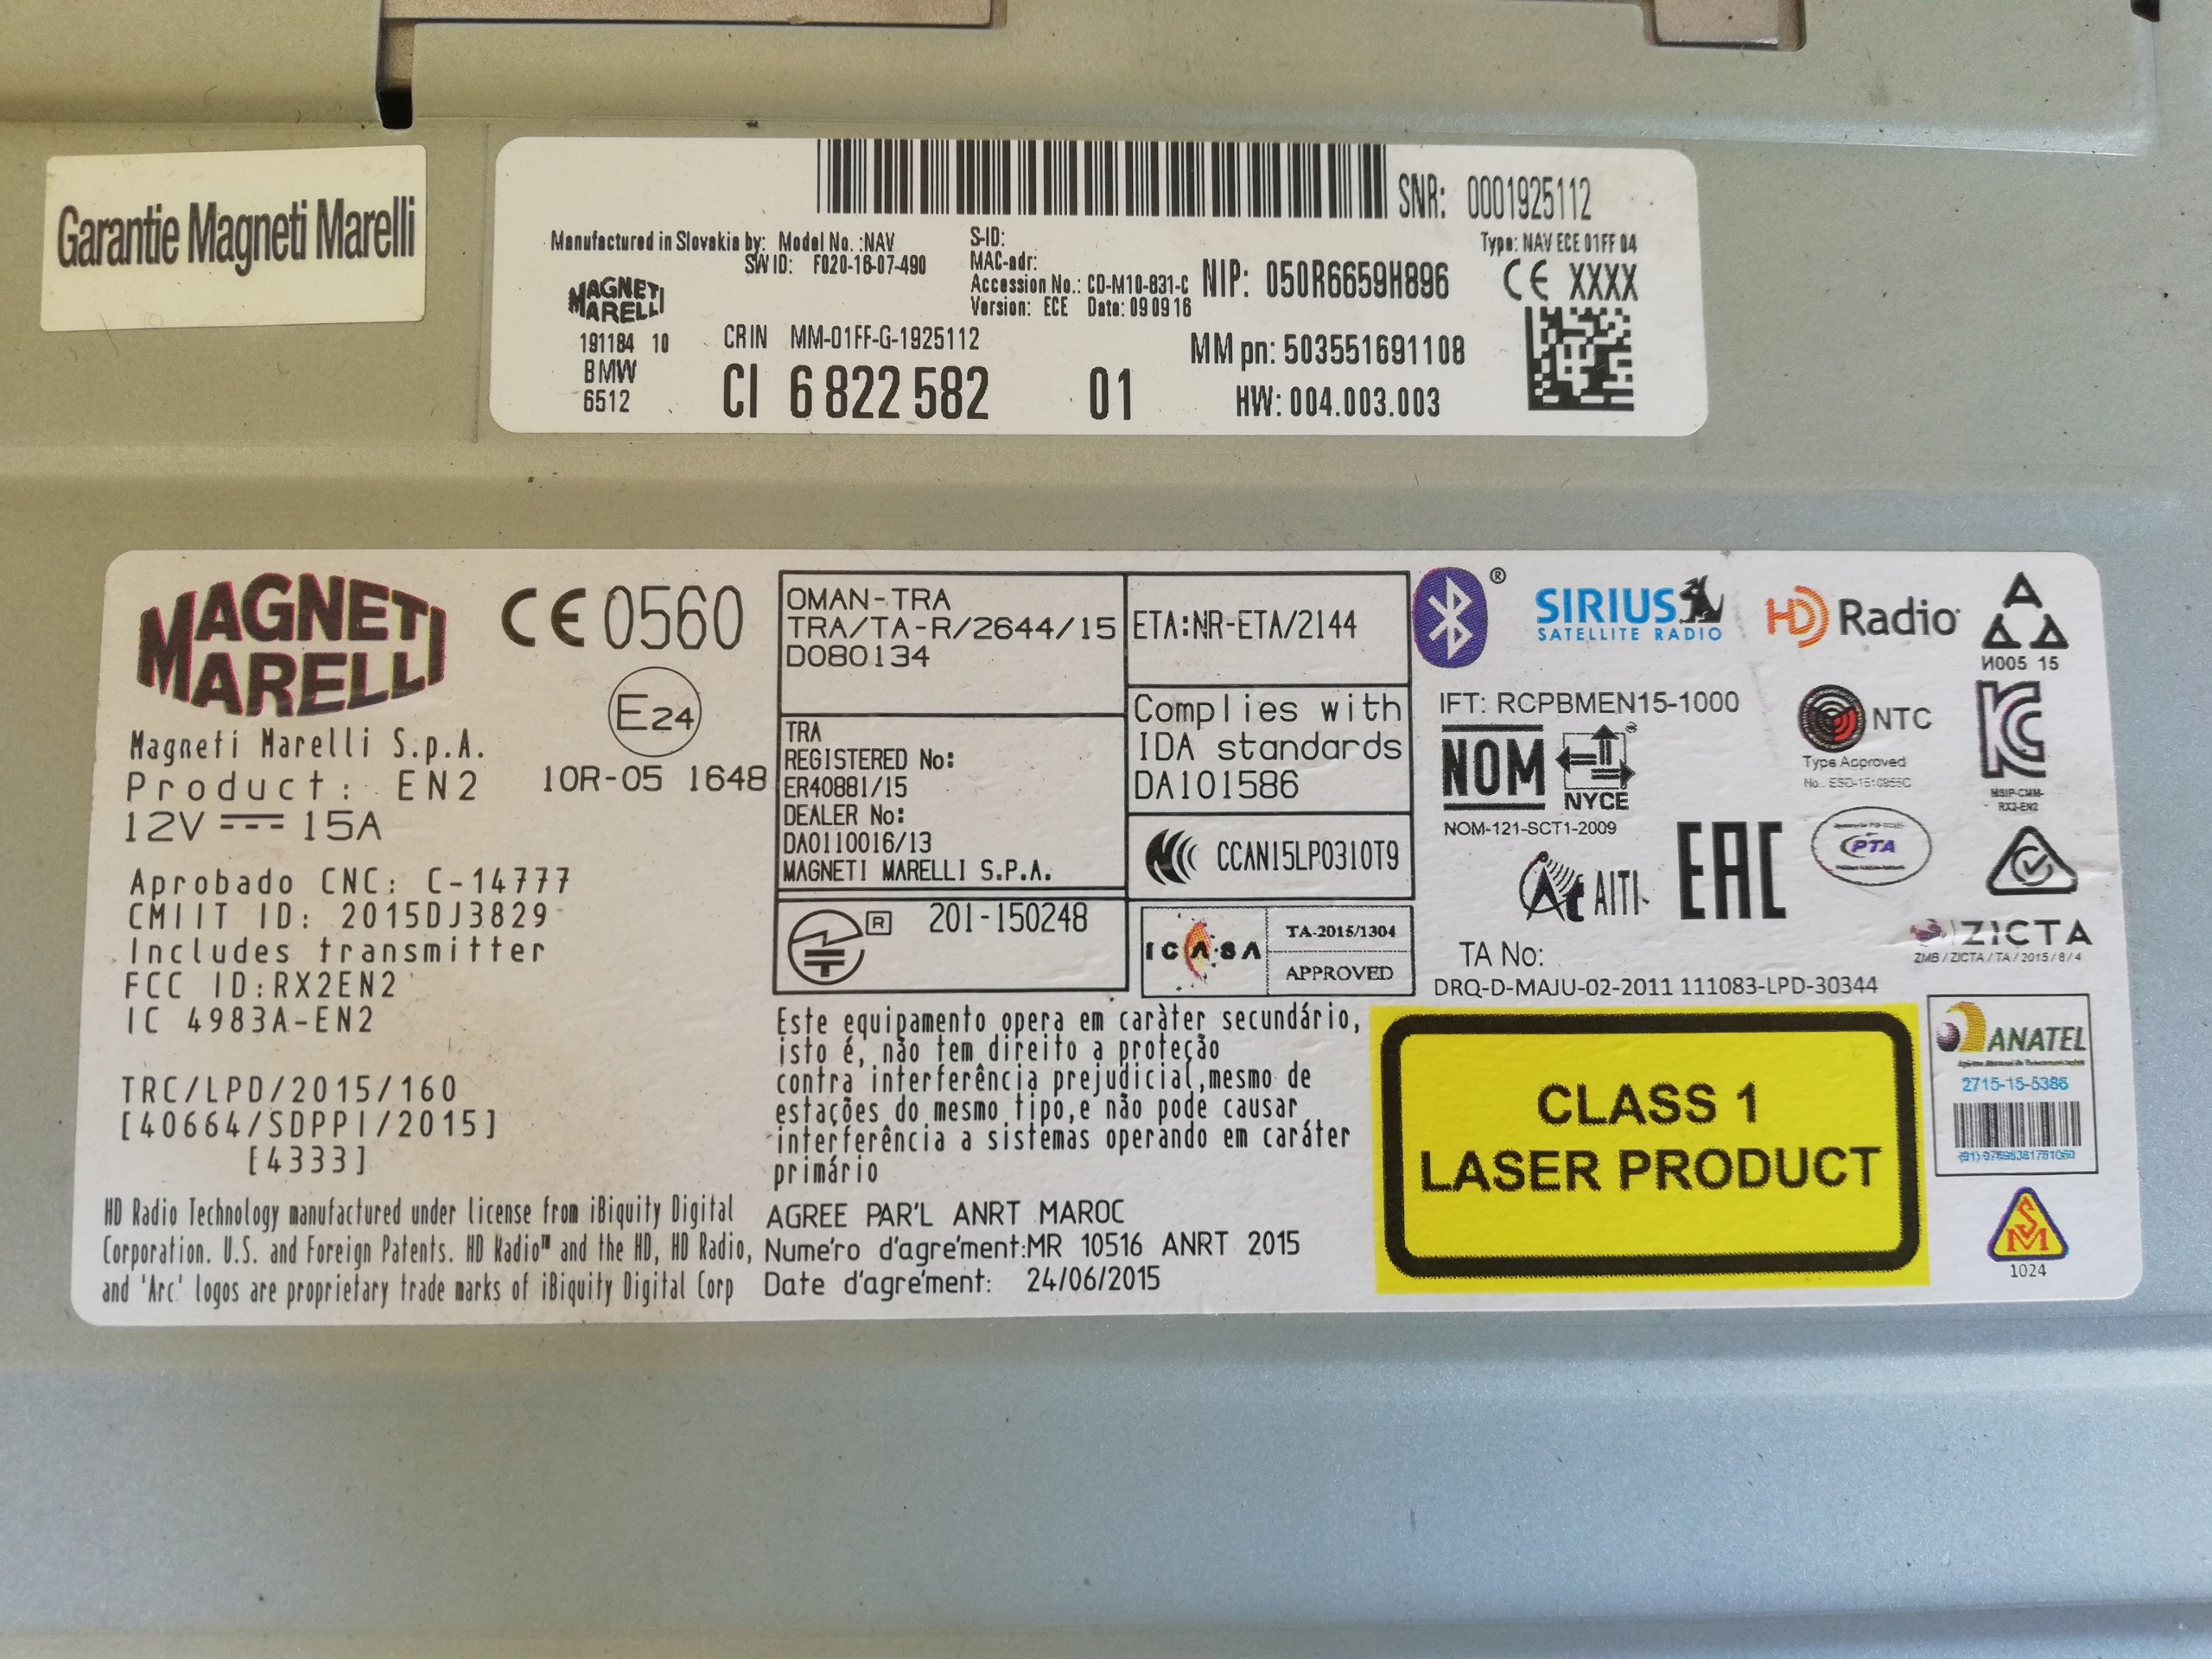 Garantie Magneti Marelli
SNR: 0001925112
Manufactured in Slovakia by: Model No. :NAV
SW ID: F020-16-07-490
S-ID:
MAC-adr:
Accession No.: CD-M10-831-C
Version: ECE Date: 09 09 16
NIP: 050R6659H896
Type: NAV ECE 01FF 04
CE XXXX
MAGNETI
MARELLI
191184 10
BMW
6512
CRIN MM-01FF-G-1925112
CI 6 822 582 01
MM pn: 503551691108
HW: 004.003.003
MAGNETI
MARELLI
Magneti Marelli S.p.A.
Product: EN2
12V 15A
CE 0560
E24
10R-05 1648
Aprobado CNC: C-14777
CMIIT ID: 2015DJ3829
Includes transmitter
FCC ID:RX2EN2
IC 4983A-EN2
TRC/LPD/2015/160
[40664/SDPPI/2015]
[4333]
HD Radio Technology manufactured under license from iBiquity Digital
Corporation. U.S. and Foreign Patents. HD Radio™ and the HD, HD Radio,
and 'Arc' logos are proprietary trade marks of iBiquity Digital Corp
OMAN-TRA
TRA/TA-R/2644/15
D080134
TRA
REGISTERED No:
ER40881/15
DEALER No:
DA0110016/13
MAGNETI MARELLI S.P.A.
R 201-150248
ETA:NR-ETA/2144
Complies with
IDA standards
DA101586
CCAN15LP0310T9
ICASA
TA-2015/1304
APPROVED
Este equipamento opera em caràter secundário,
isto é, não tem direito a proteção
contra interferência prejudicial,mesmo de
estações do mesmo tipo,e não pode causar
interferência a sistemas operando em caráter
primário
AGREE PAR'L ANRT MAROC
Nume'ro d'agre'ment:MR 10516 ANRT 2015
Date d'agre'ment: 24/06/2015
®
SIRIUS
SATELLITE RADIO
HD Radio
И005 15
IFT: RCPBMEN15-1000
NOM
NYCE
NOM-121-SCT1-2009
NTC
Type Approved
MSIP-CMM-
RX2-EN2
AITI
EAC
PTA
ZICTA
ZMB / ZICTA / TA / 2015 / 8 / 4
TA No:
DRQ-D-MAJU-02-2011 111083-LPD-30344
CLASS 1
LASER PRODUCT
ANATEL
2715-15-5386
SM
1024